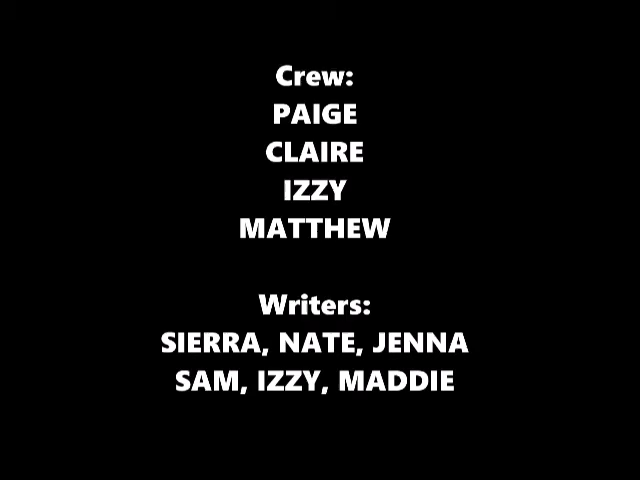 Crew:
PAIGE
CLAIRE
IZZY
MATTHEW
Writers:
SIERRA, NATE, JENNA
SAM, IZZY, MADDIE